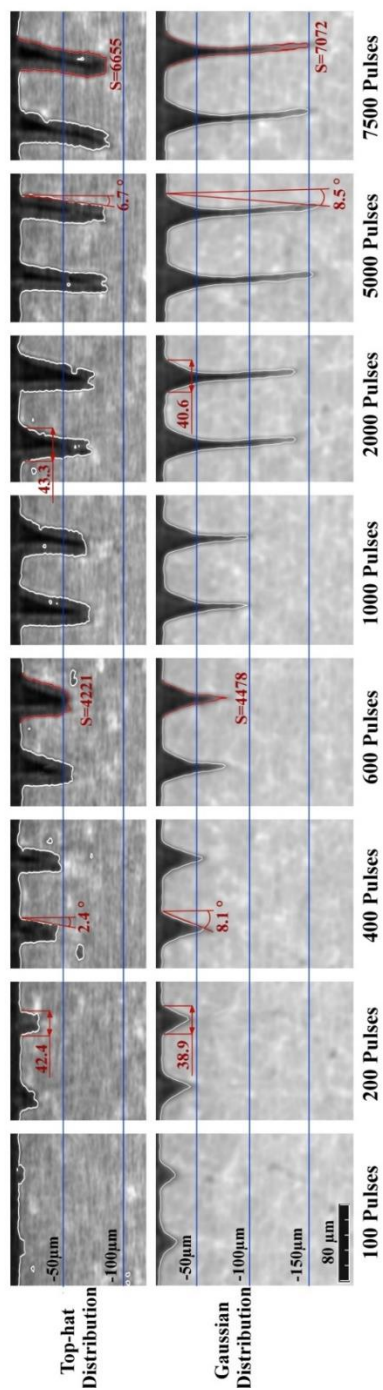 Top-hat
Distribution
-50μm
-100μm
42.4
2.4 °
S=4221
43.3
6.7 °
S=6655
Gaussian
Distribution
-50μm
-100μm
-150μm
80 μm
38.9
8.1 °
S=4478
40.6
8.5 °
S=7072
100 Pulses
200 Pulses
400 Pulses
600 Pulses
1000 Pulses
2000 Pulses
5000 Pulses
7500 Pulses